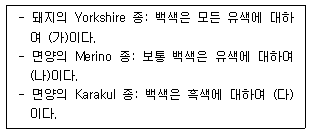 - 돼지의 Yorkshire 종: 백색은 모든 유색에 대하
여 (가)이다.
- 면양의 Merino 종: 보통 백색은 유색에 대하여
(나)이다.
- 면양의 Karakul 종: 백색은 흑색에 대하여 (다)
이다.